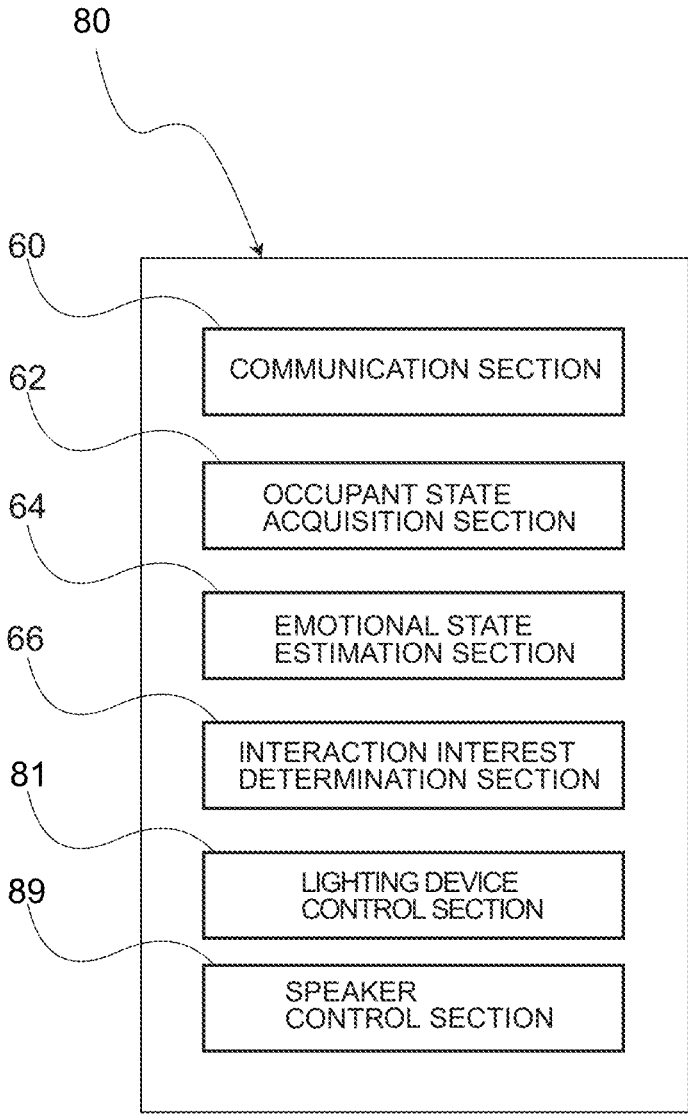 80
60
COMMUNICATION SECTION
62
OCCUPANT STATE
ACQUISITION SECTION
64
EMOTIONAL STATE
ESTIMATION SECTION
66
INTERACTION INTEREST
DETERMINATION SECTION
81
LIGHTING DEVICE
CONTROL SECTION
89
SPEAKER
CONTROL SECTION